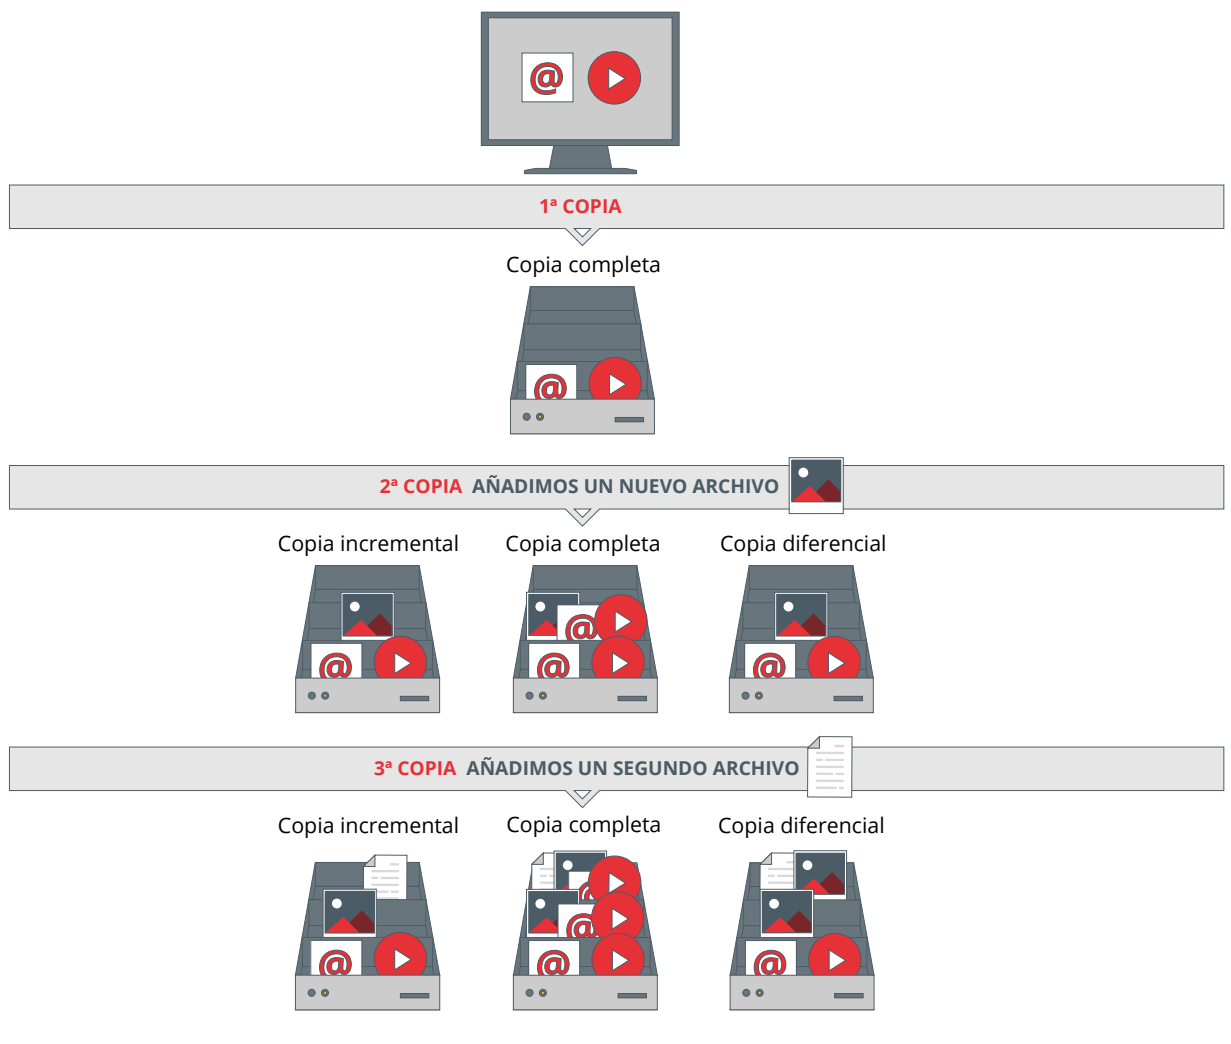 @
1ª COPIA
Copia completa
@
2ª COPIA AÑADIMOS UN NUEVO ARCHIVO
Copia incremental Copia completa Copia diferencial
@
@ @ @
3ª COPIA AÑADIMOS UN SEGUNDO ARCHIVO
Copia incremental Copia completa Copia diferencial
@
@
@ @ @